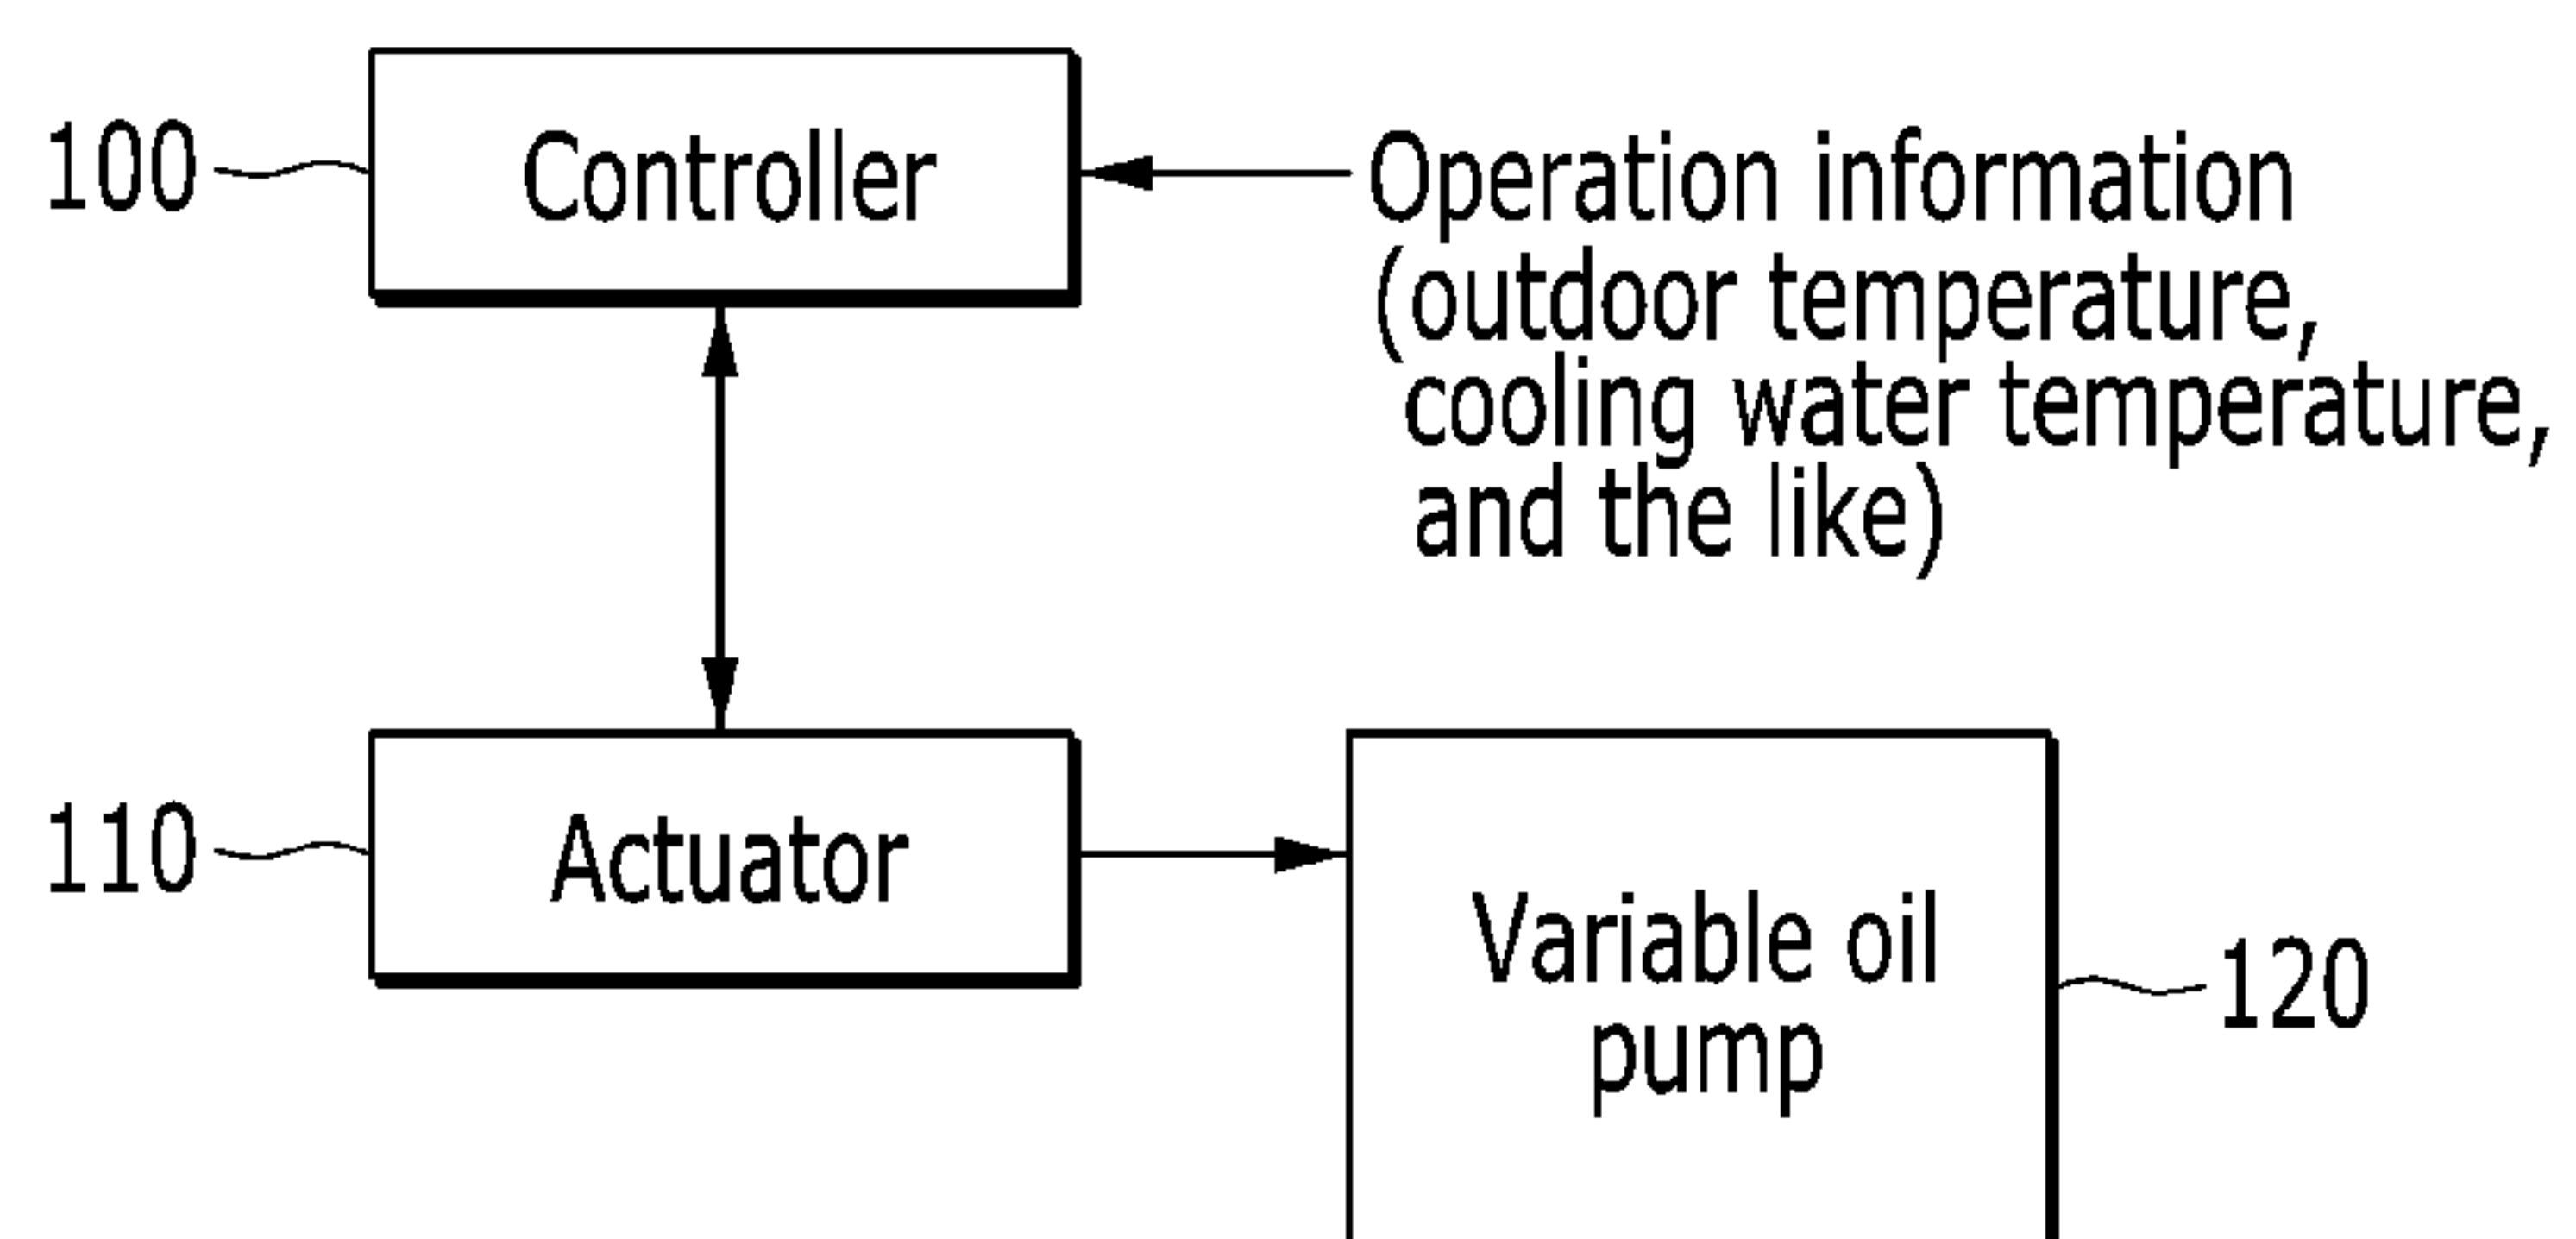 100
Controller
Operation information
(outdoor temperature,
cooling water temperature,
and the like)
110
Actuator
Variable oil
pump
120